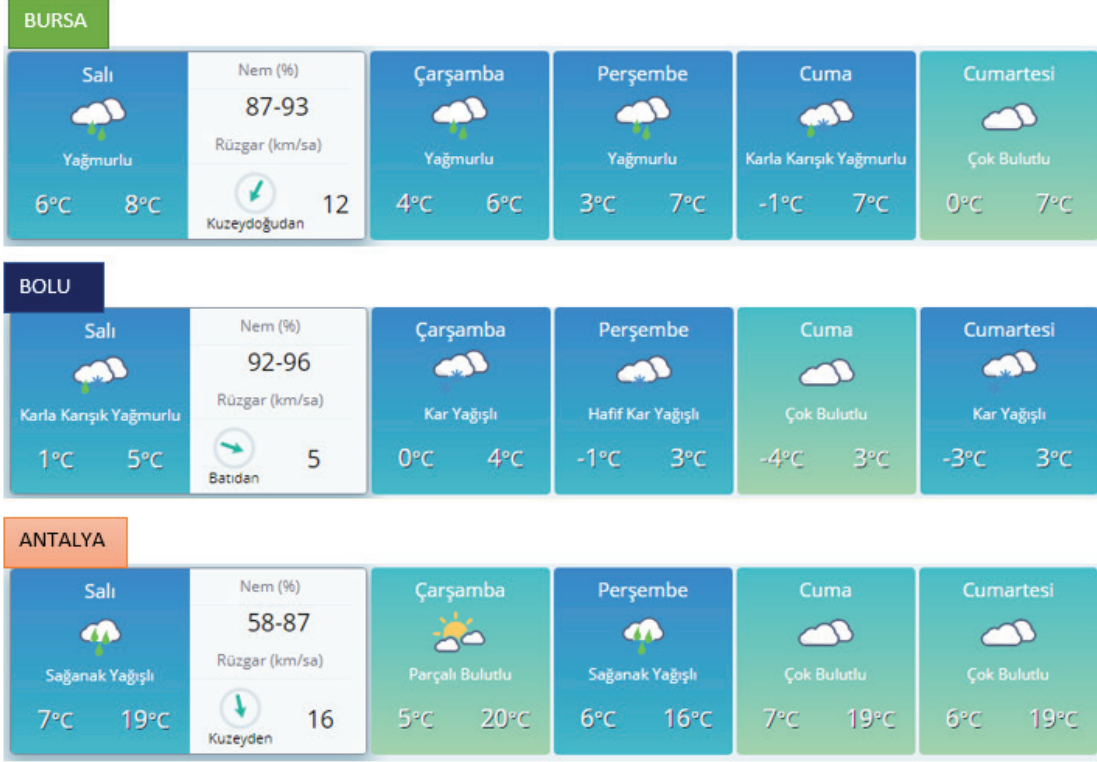 BURSA
Salı Nem (%) Çarşamba Perşembe Cuma Cumartesi
87-93
Rüzgar (km/sa)
Yağmurlu Yağmurlu Yağmurlu Karla Karışık Yağmurlu Çok Bulutlu
6°C 8°C 12 4°C 6°C 3°C 7°C -1°C 7°C 0°C 7°C
Kuzeydoğudan
BOLU
Salı Nem (%) Çarşamba Perşembe Cuma Cumartesi
92-96
Rüzgar (km/sa)
Karla Karışık Yağmurlu Kar Yağışlı Hafif Kar Yağışlı Çok Bulutlu Kar Yağışlı
1°C 5°C 5 0°C 4°C -1°C 3°C -4°C 3°C -3°C 3°C
Batıdan
ANTALYA
Salı Nem (%) Çarşamba Perşembe Cuma Cumartesi
58-87
Rüzgar (km/sa)
Sağanak Yağışlı Parçalı Bulutlu Sağanak Yağışlı Çok Bulutlu Çok Bulutlu
7°C 19°C 16 5°C 20°C 6°C 16°C 7°C 19°C 6°C 19°C
Kuzeyden